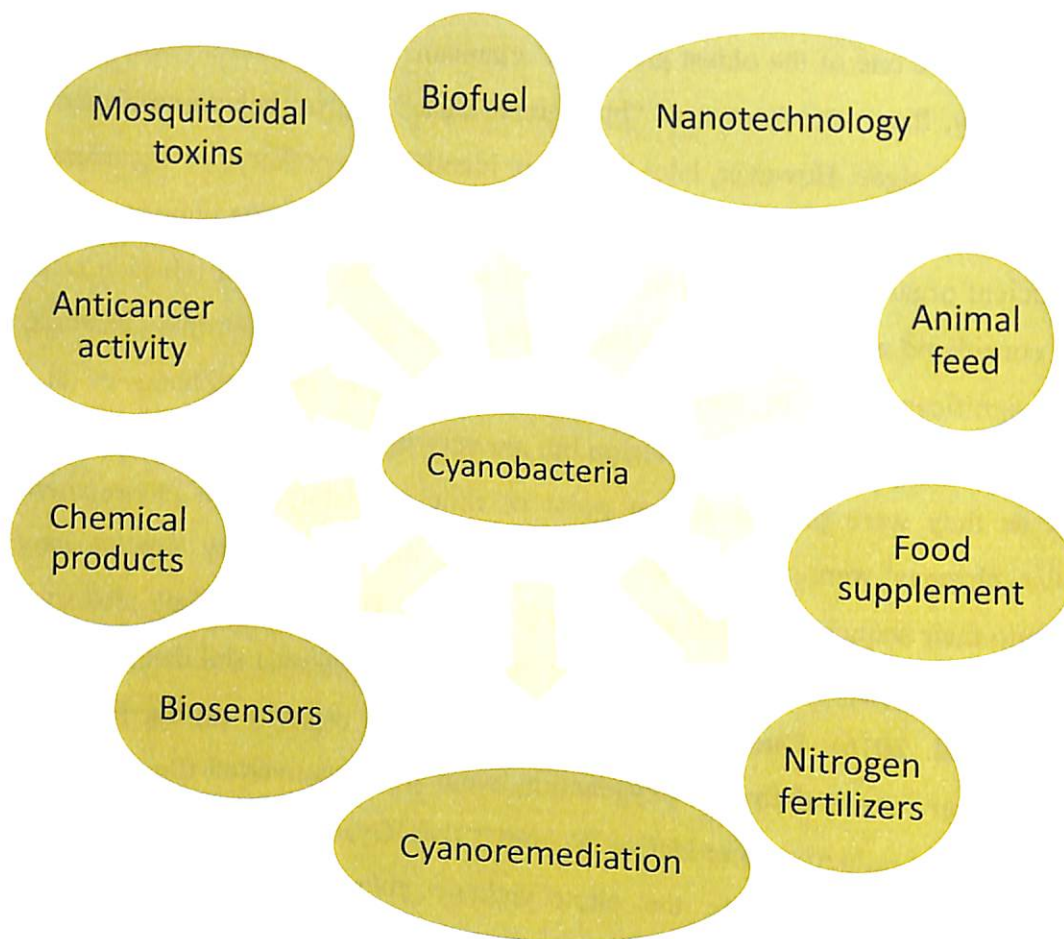 Mosquitocidal
toxins
Biofuel
Nanotechnology
Anticancer
activity
Animal
feed
Cyanobacteria
Chemical
products
Food
supplement
Biosensors
Nitrogen
fertilizers
Cyanoremediation